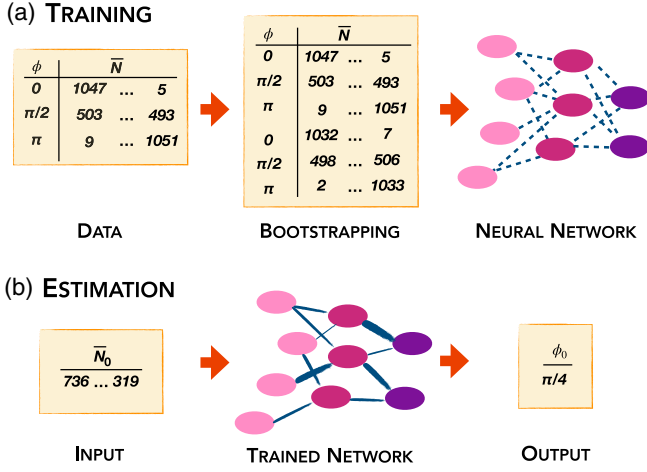 (a) TRAINING
ϕ N̅
0 1047 ... 5
π/2 503 ... 493
π 9 ... 1051
ϕ N̅
0 1047 ... 5
π/2 503 ... 493
π 9 ... 1051
0 1032 ... 7
π/2 498 ... 506
π 2 ... 1033
DATA BOOTSTRAPPING NEURAL NETWORK
(b) ESTIMATION
N̅₀
736 ... 319
ϕ₀
π/4
INPUT TRAINED NETWORK OUTPUT